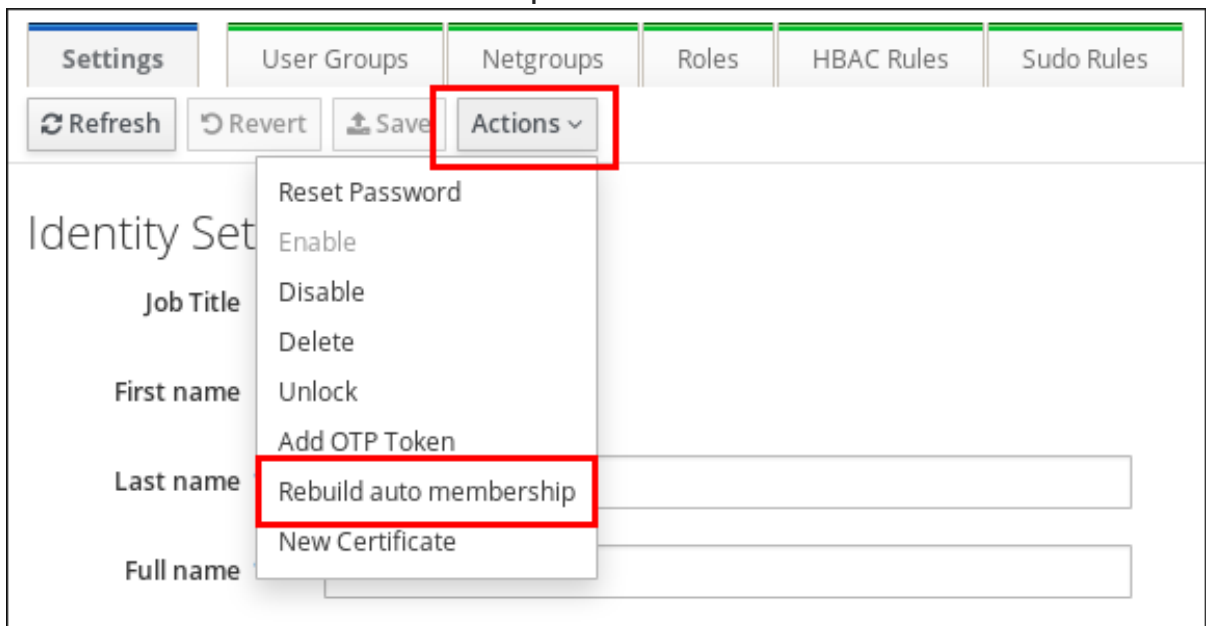 Settings User Groups Netgroups Roles HBAC Rules Sudo Rules
Refresh Revert Save Actions
Reset Password
Identity Set
Enable
Job Title Disable
Delete
First name Unlock
Add OTP Token
Last name Rebuild auto membership
New Certificate
Full name